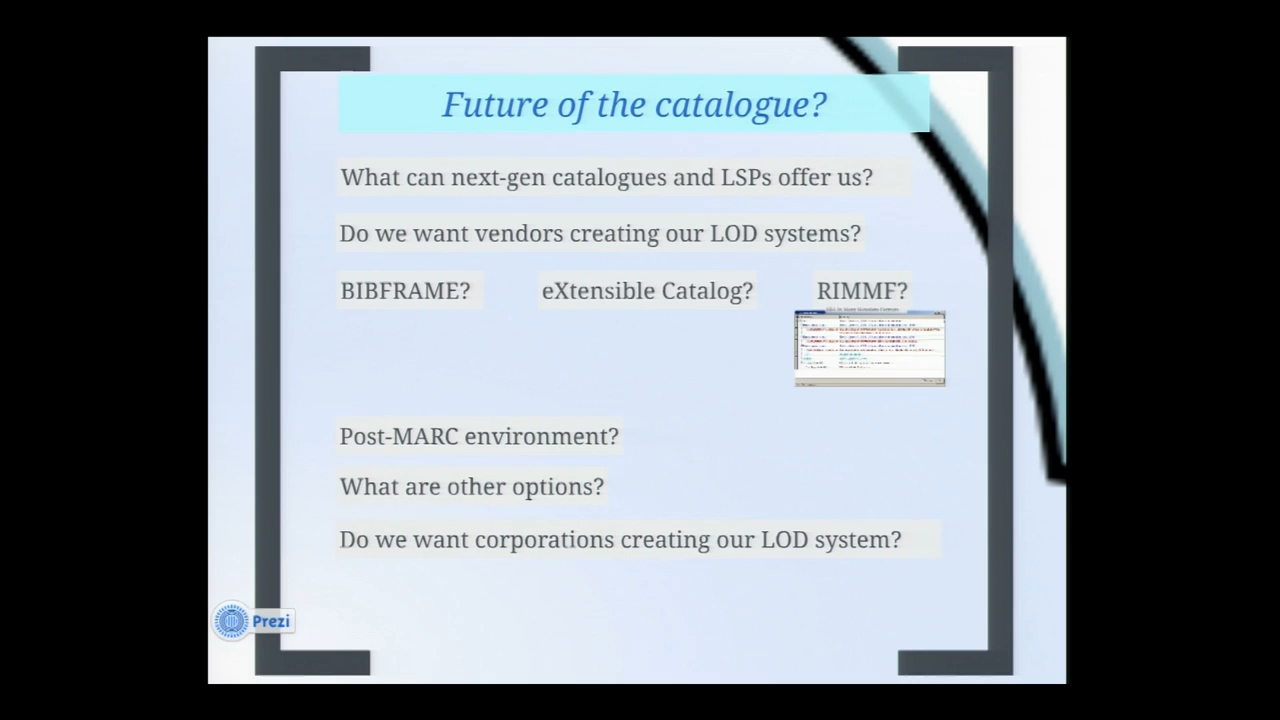 Future of the catalogue?
What can next-gen catalogues and LSPs offer us?
Do we want vendors creating our LOD systems?
BIBFRAME? eXtensible Catalog? RIMMF?
Post-MARC environment?
What are other options?
Do we want corporations creating our LOD system?
Prezi